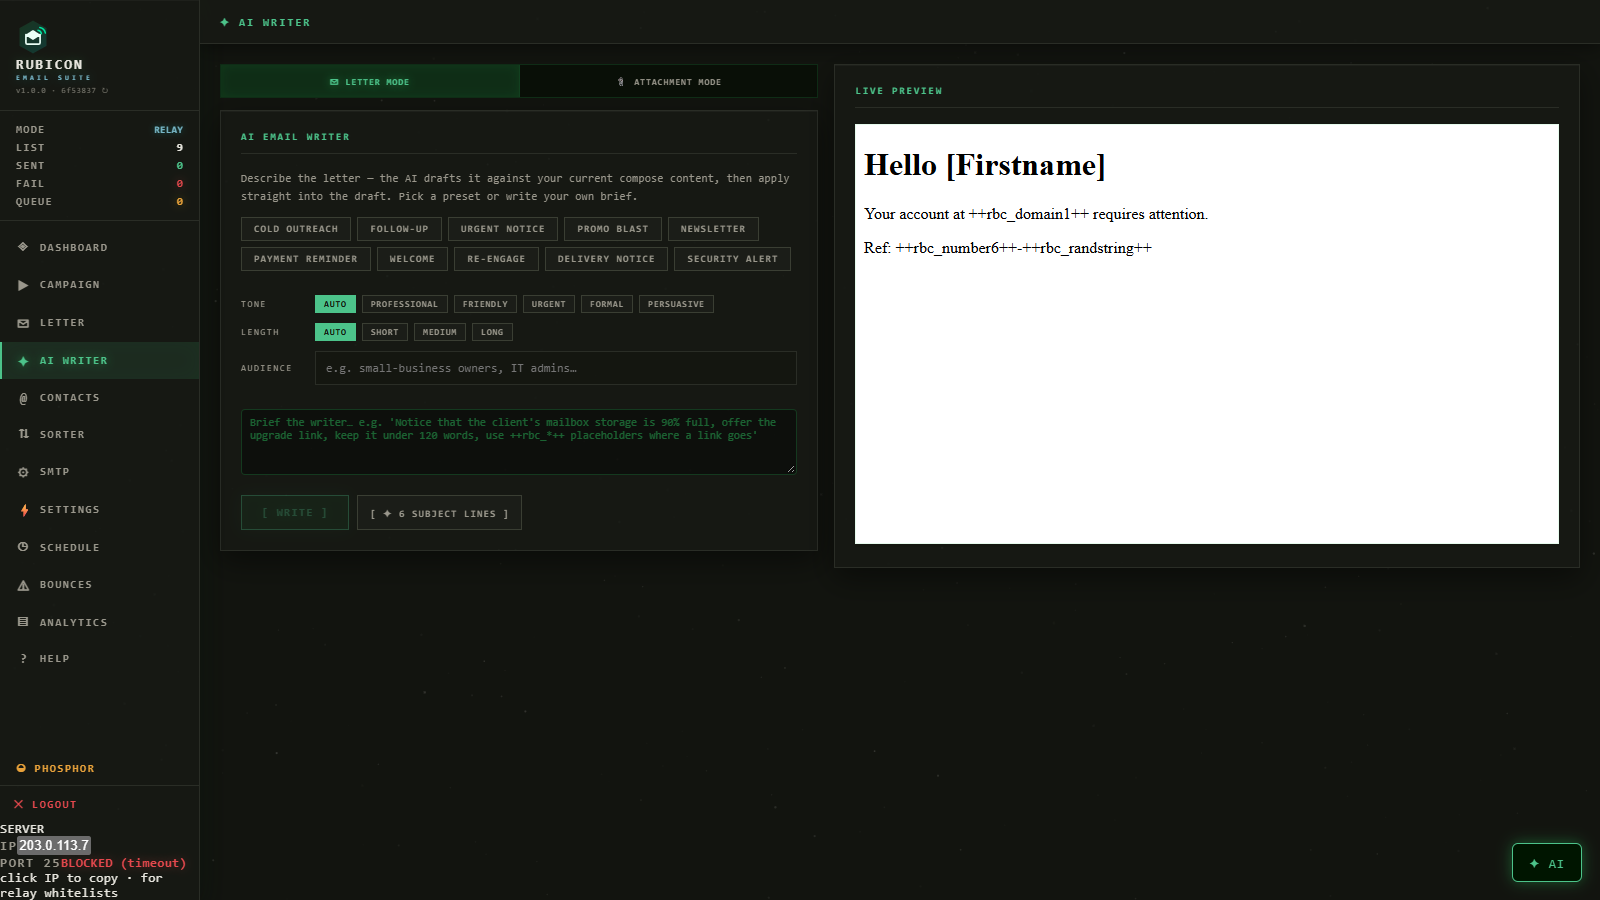 RUBICON
EMAIL SUITE
v1.0.0 · 6f53837 ↻
MODE RELAY
LIST 9
SENT 0
FAIL 0
QUEUE 0
DASHBOARD
CAMPAIGN
LETTER
AI WRITER
CONTACTS
SORTER
SMTP
SETTINGS
SCHEDULE
BOUNCES
ANALYTICS
? HELP
PHOSPHOR
LOGOUT
SERVER
IP 203.0.113.7
PORT 25 BLOCKED (timeout)
click IP to copy · for
relay whitelists
✦ AI WRITER
LETTER MODE
ATTACHMENT MODE
AI EMAIL WRITER
Describe the letter — the AI drafts it against your current compose content, then apply
straight into the draft. Pick a preset or write your own brief.
COLD OUTREACH FOLLOW-UP URGENT NOTICE PROMO BLAST NEWSLETTER
PAYMENT REMINDER WELCOME RE-ENGAGE DELIVERY NOTICE SECURITY ALERT
TONE AUTO PROFESSIONAL FRIENDLY URGENT FORMAL PERSUASIVE
LENGTH AUTO SHORT MEDIUM LONG
AUDIENCE e.g. small-business owners, IT admins…
Brief the writer… e.g. 'Notice that the client's mailbox storage is 90% full, offer the
upgrade link, keep it under 120 words, use ++rbc_*++ placeholders where a link goes'
[ WRITE ] [ ✦ 6 SUBJECT LINES ]
LIVE PREVIEW
Hello [Firstname]
Your account at ++rbc_domain1++ requires attention.
Ref: ++rbc_number6++-++rbc_randstring++
✦ AI